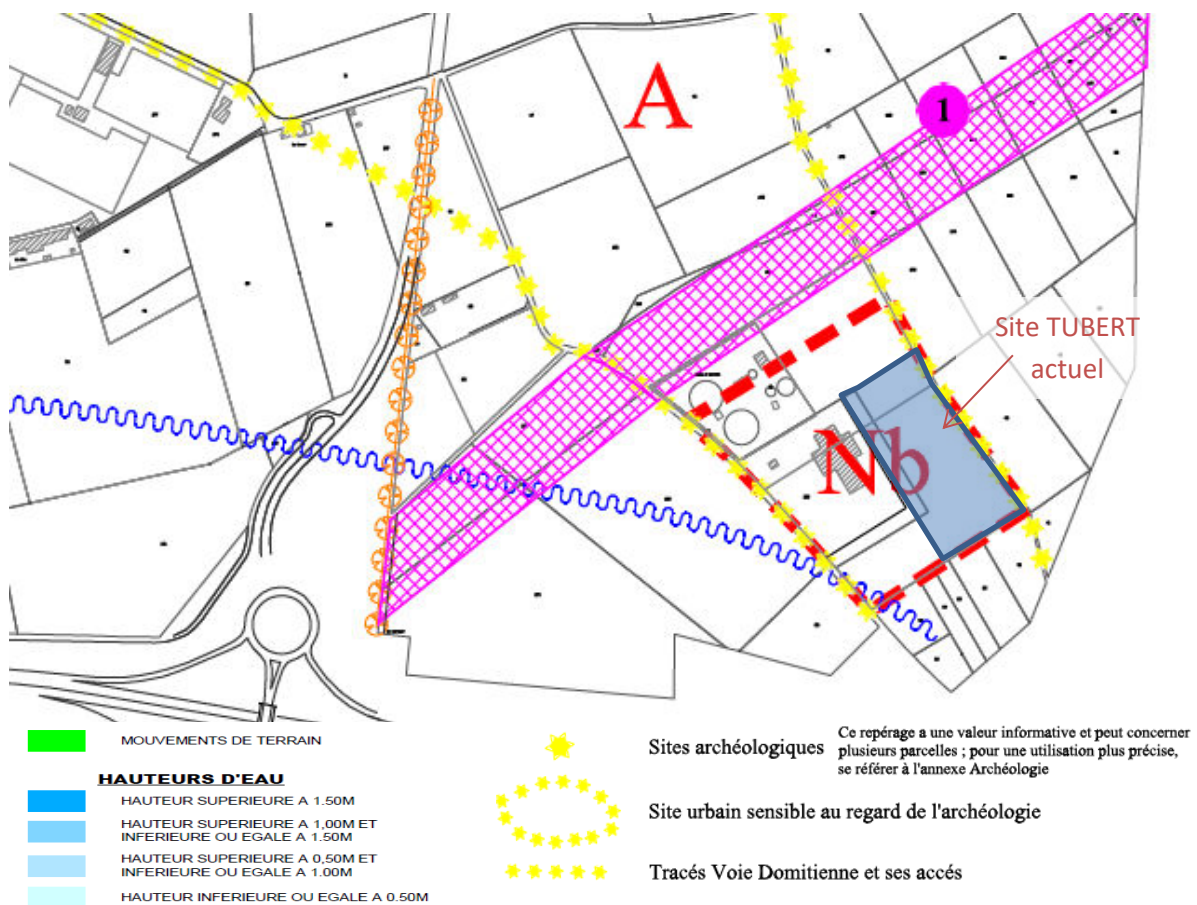 A
1
Site TUBERT
actuel
Nb
MOUVEMENTS DE TERRAIN
HAUTEURS D'EAU
HAUTEUR SUPERIEURE A 1.50M
HAUTEUR SUPERIEURE A 1,00M ET
INFERIEURE OU EGALE A 1.50M
HAUTEUR SUPERIEURE A 0,50M ET
INFERIEURE OU EGALE A 1.00M
HAUTEUR INFERIEURE OU EGALE A 0.50M
Sites archéologiques
Ce repérage a une valeur informative et peut concerner
plusieurs parcelles ; pour une utilisation plus précise,
se référer à l'annexe Archéologie
Site urbain sensible au regard de l'archéologie
Tracés Voie Domitienne et ses accés